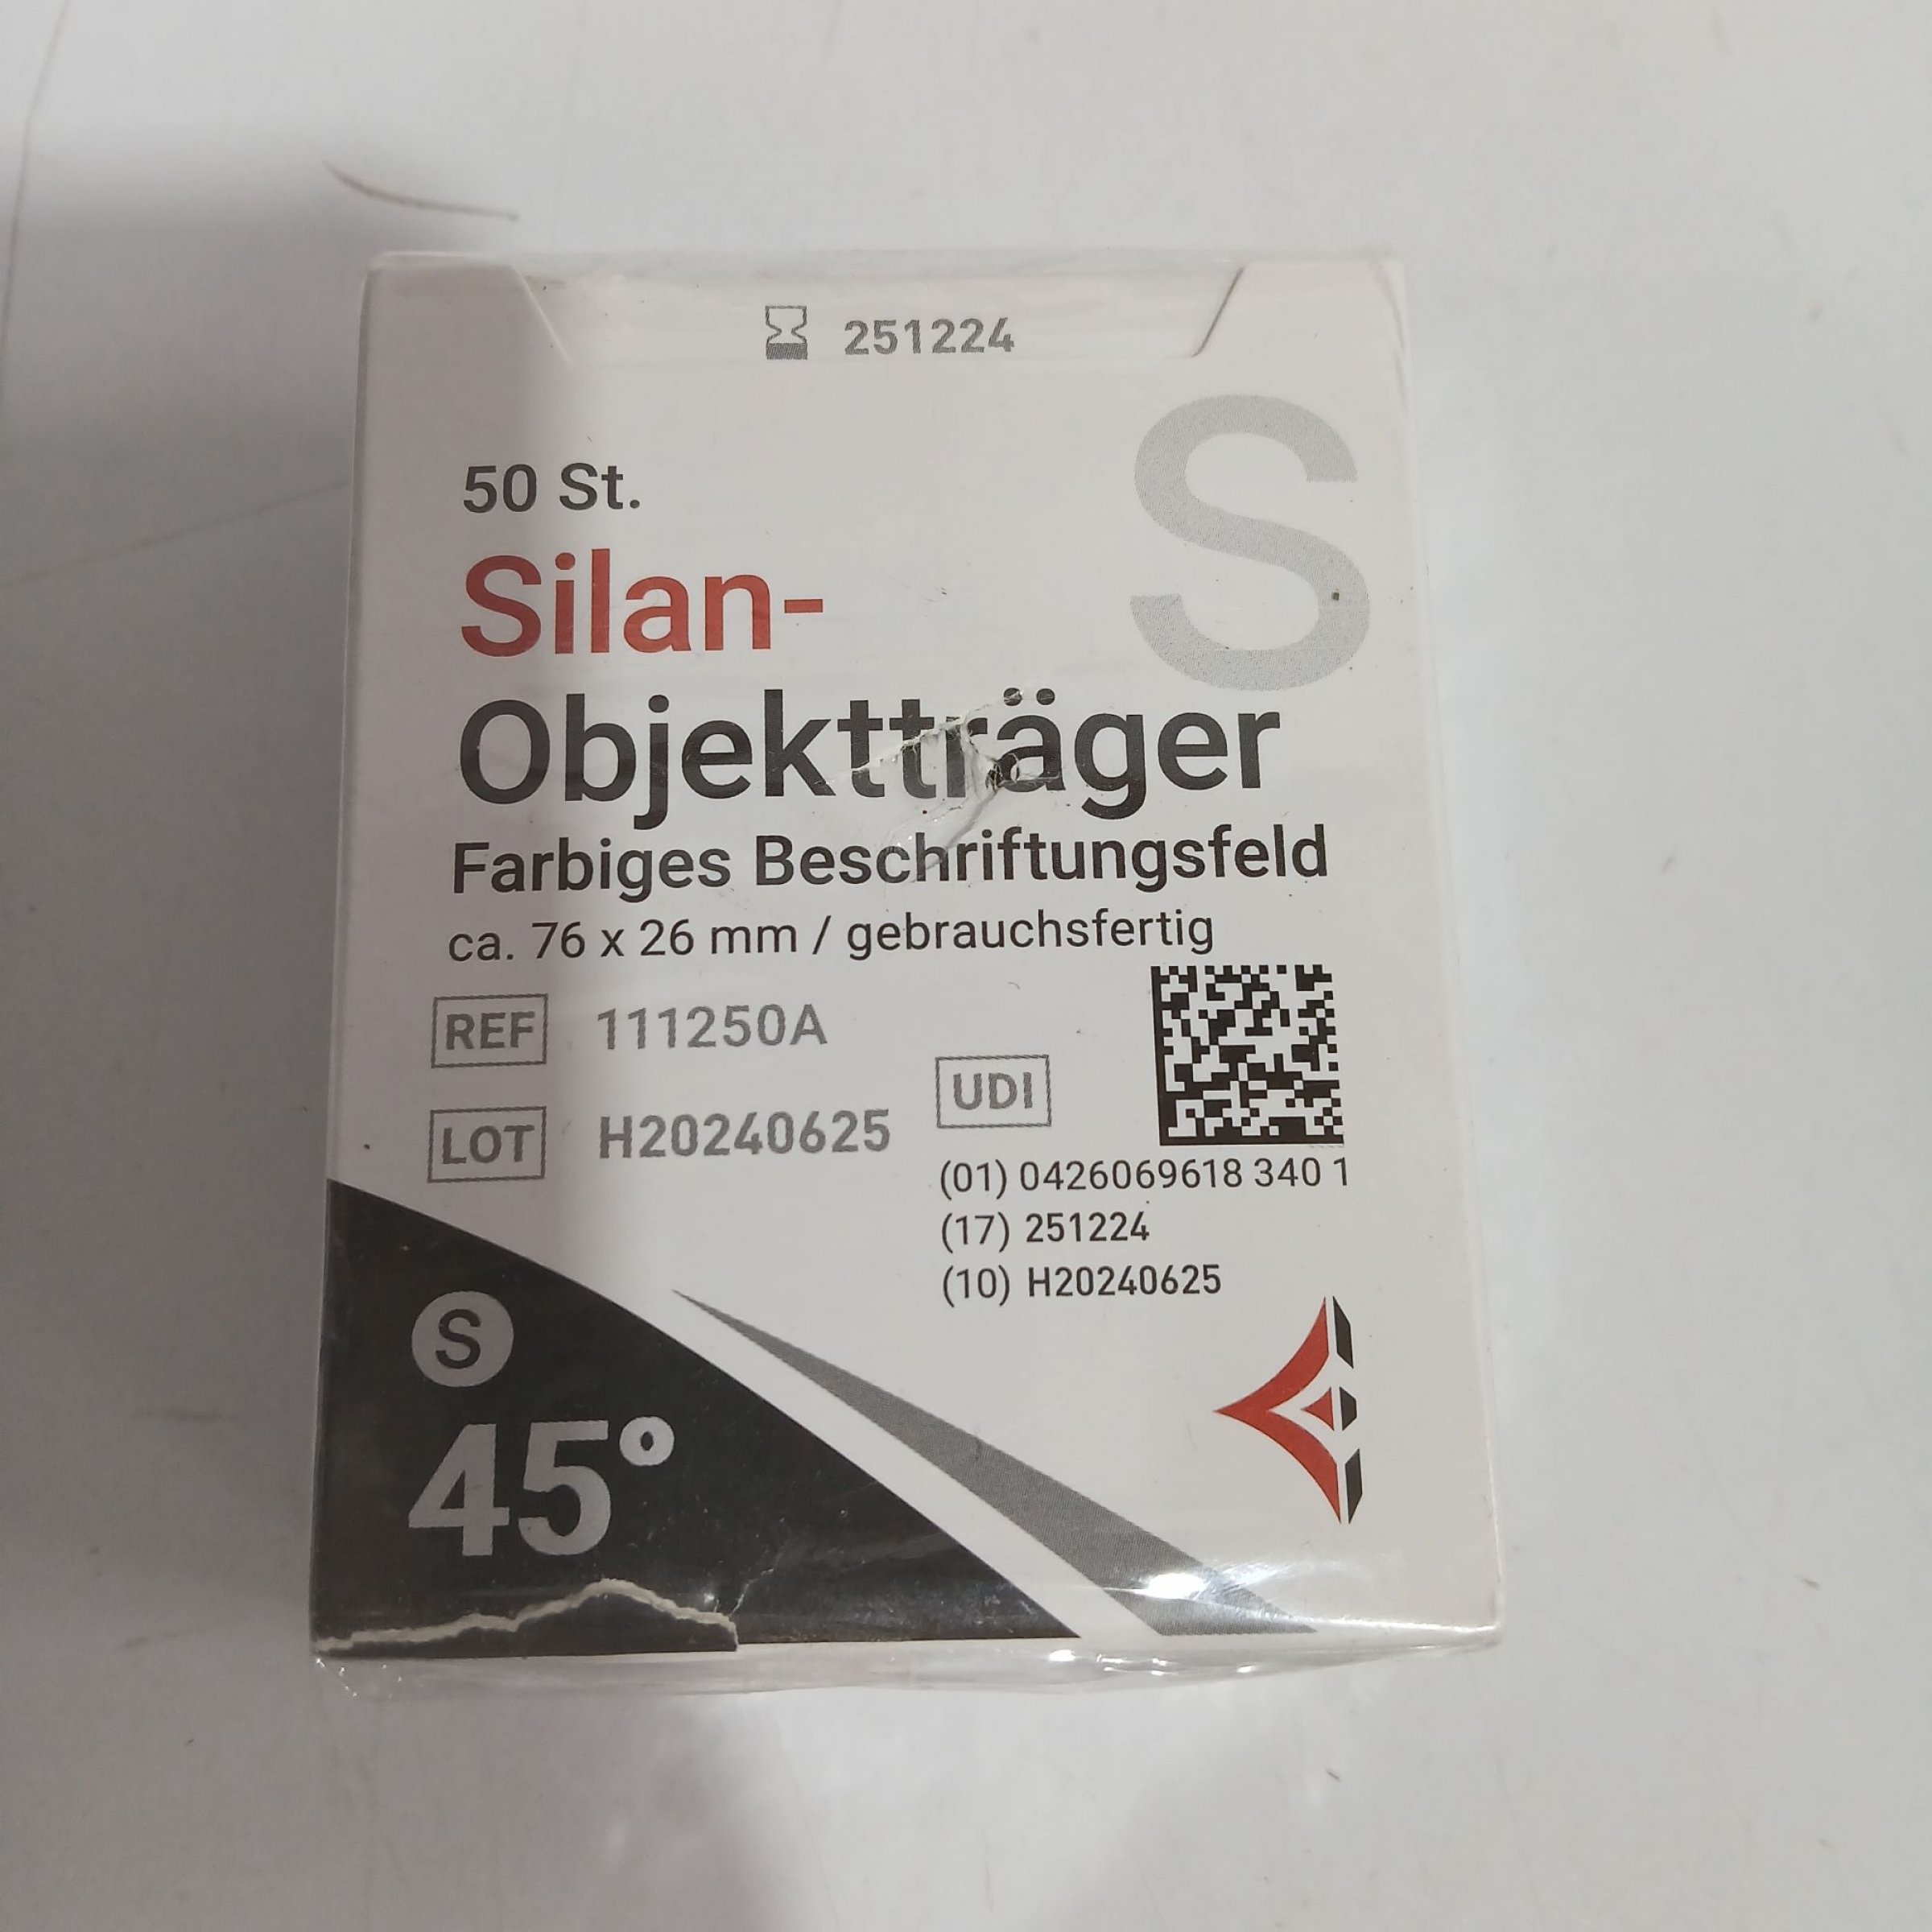 251224
S
50 St.
Silan-
Objektträger
Farbiges Beschriftungsfeld
ca. 76 x 26 mm / gebrauchsfertig
REF 111250A
LOT H20240625
UDI
(01) 0426069618 340 1
(17) 251224
(10) H20240625
S
45°